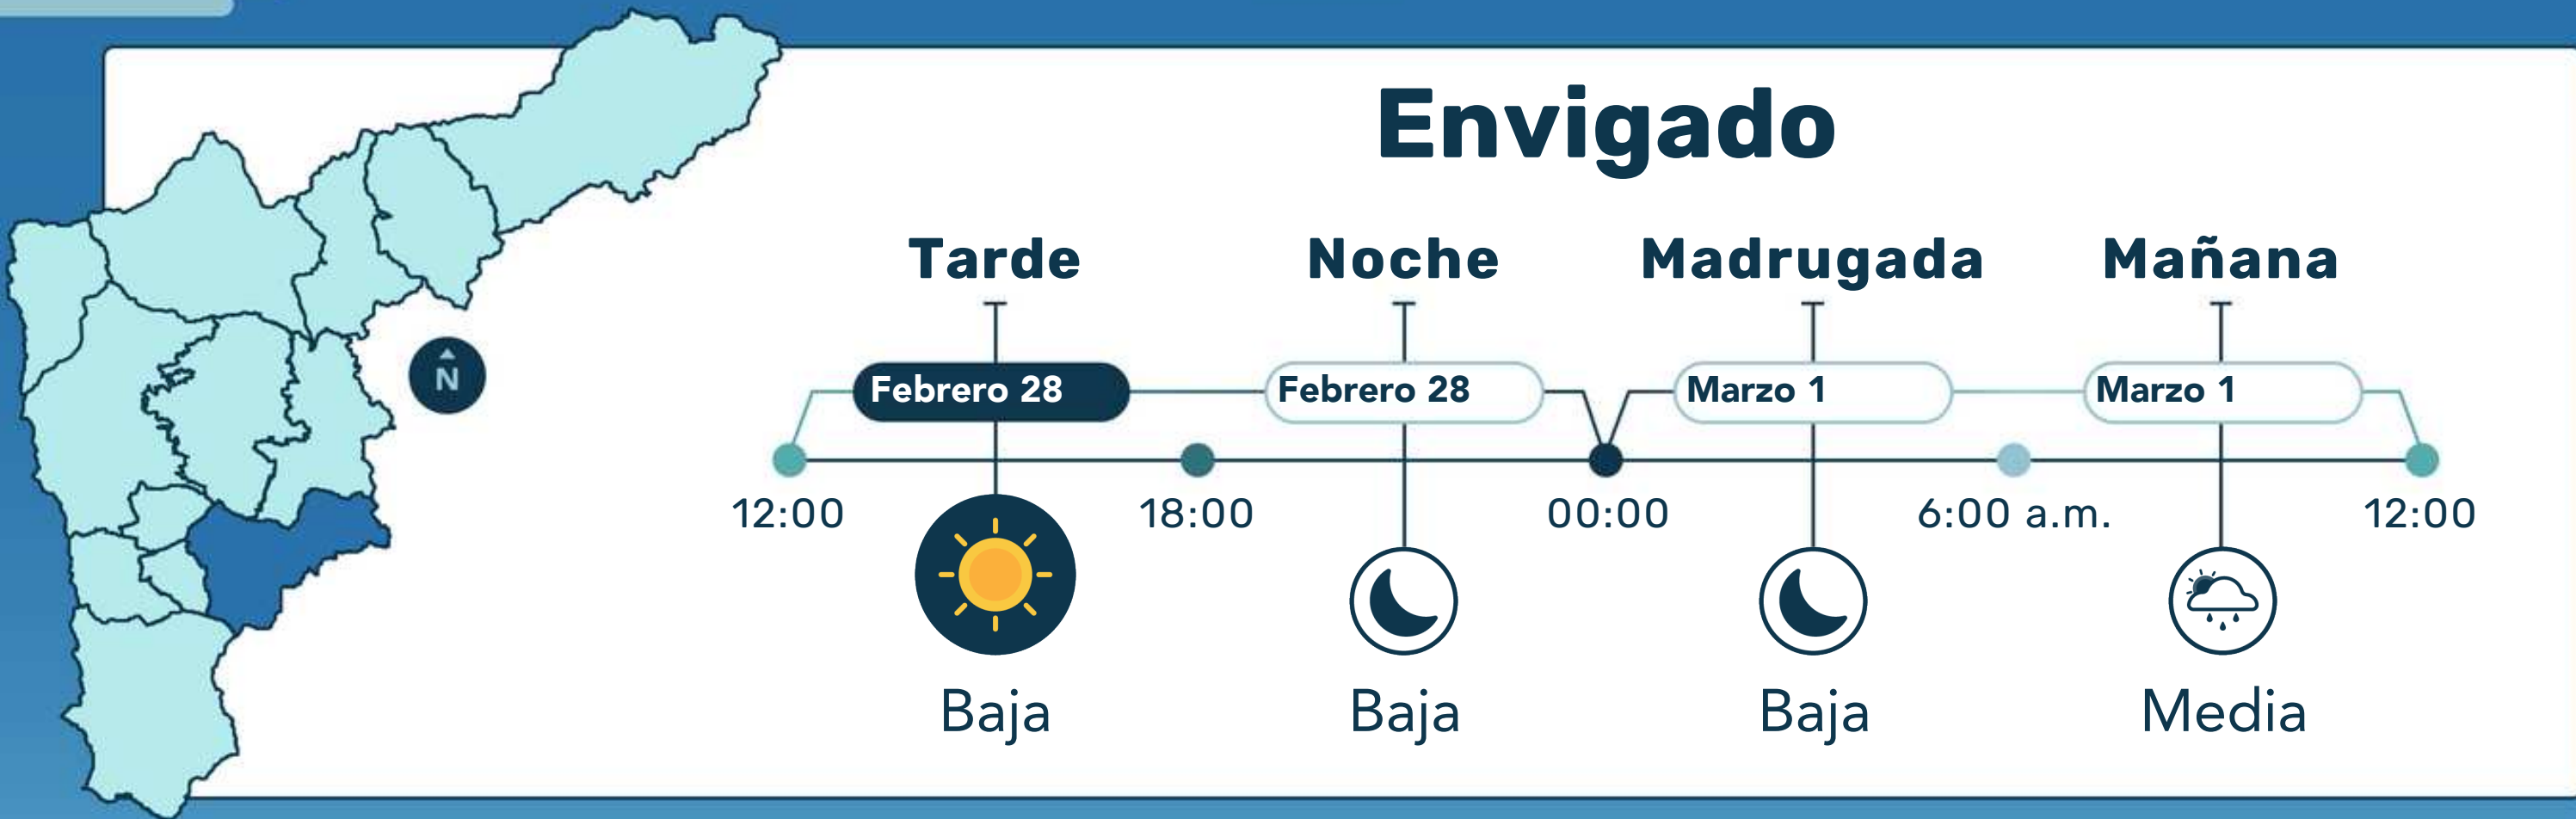 Envigado
Tarde Noche Madrugada Mañana
N
Febrero 28 Febrero 28 Marzo 1 Marzo 1
12:00 18:00 00:00 6:00 a.m. 12:00
Baja Baja Baja Media